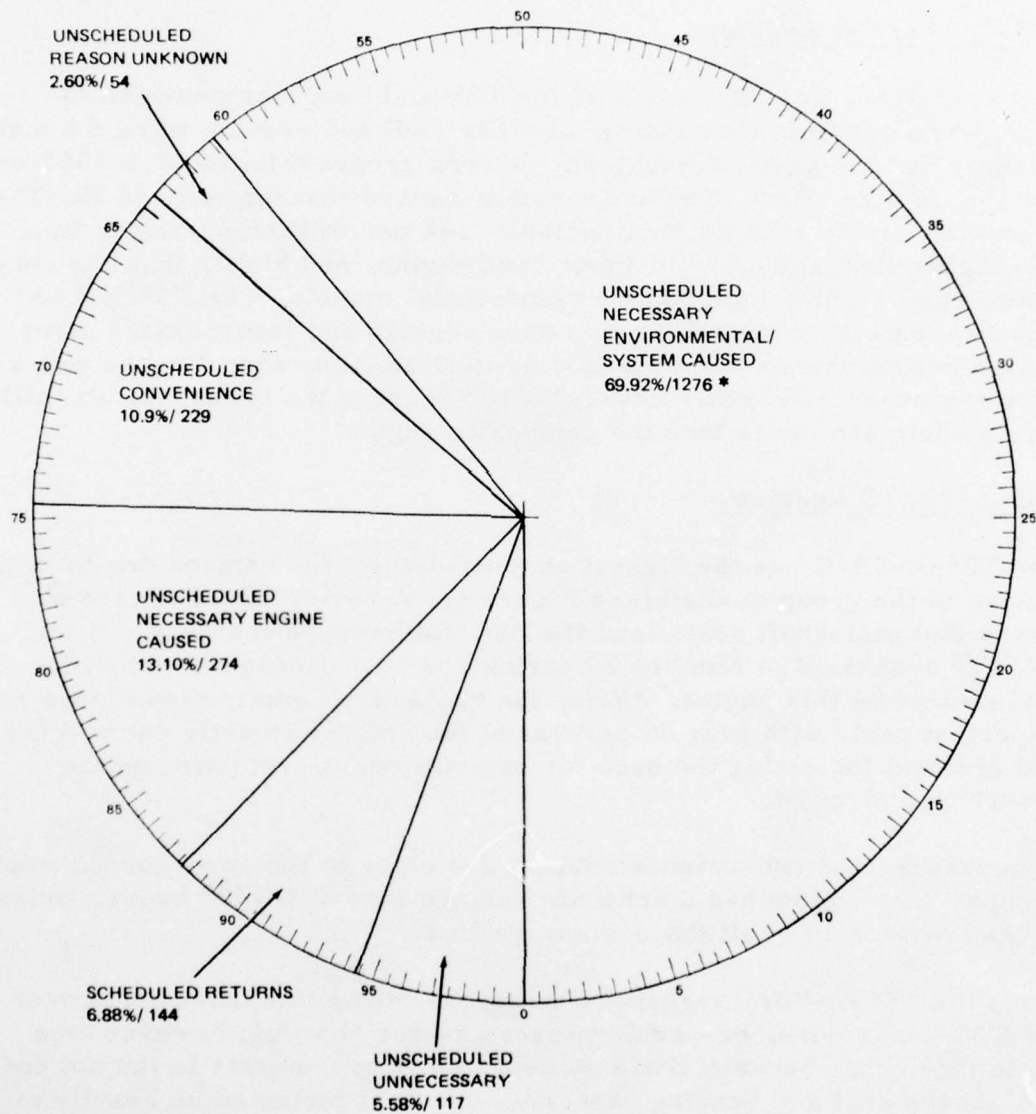 50
55
45
UNSCHEDULED
REASON UNKNOWN
2.60%/54
60
40
65
35
UNSCHEDULED
NECESSARY
ENVIRONMENTAL/
SYSTEM CAUSED
69.92%/1276 *
70
30
UNSCHEDULED
CONVENIENCE
10.9%/229
75
25
UNSCHEDULED
NECESSARY ENGINE
CAUSED
13.10%/274
80
20
85
15
90
10
SCHEDULED RETURNS
6.88%/144
95
5
0
UNSCHEDULED
UNNECESSARY
5.58%/117